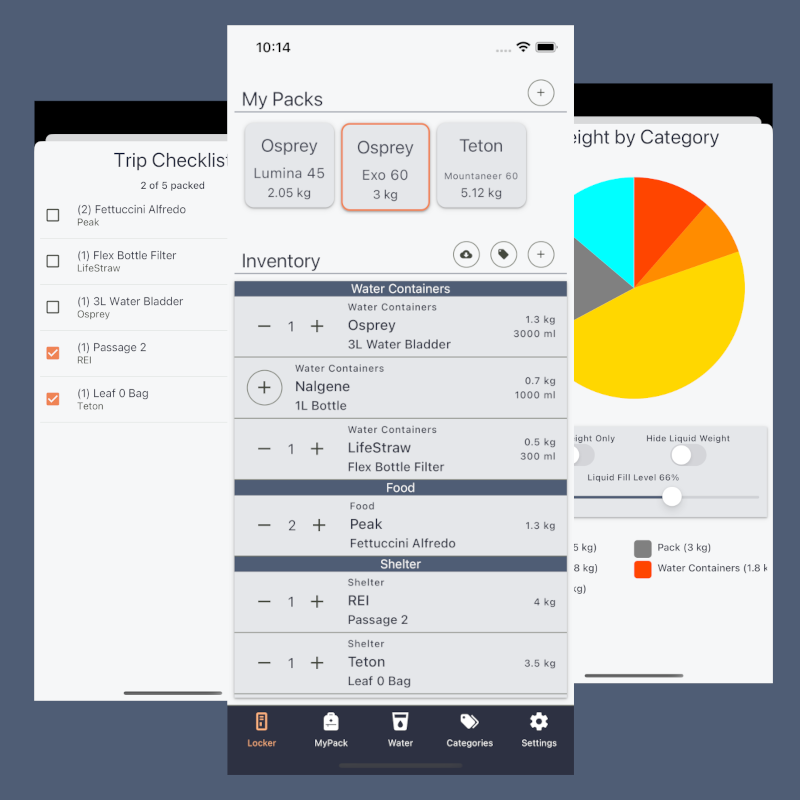 Trip Checklist
2 of 5 packed
(2) Fettuccini Alfredo
Peak
(1) Flex Bottle Filter
LifeStraw
(1) 3L Water Bladder
Osprey
(1) Passage 2
REI
(1) Leaf 0 Bag
Teton
10:14
My Packs
+
Osprey
Lumina 45
2.05 kg
Osprey
Exo 60
3 kg
Teton
Mountaneer 60
5.12 kg
Inventory
+
Water Containers
Water Containers
− 1 + Osprey 1.3 kg
3L Water Bladder 3000 ml
Water Containers
+ Nalgene 0.7 kg
1L Bottle 1000 ml
Water Containers
− 1 + LifeStraw 0.5 kg
Flex Bottle Filter 300 ml
Food
Food
− 2 + Peak 1.3 kg
Fettuccini Alfredo
Shelter
Shelter
− 1 + REI 4 kg
Passage 2
Shelter
− 1 + Teton 3.5 kg
Leaf 0 Bag
Locker MyPack Water Categories Settings
eight by Category
ight Only Hide Liquid Weight
Liquid Fill Level 66%
5 kg) Pack (3 kg)
8 kg) Water Containers (1.8 k
kg)